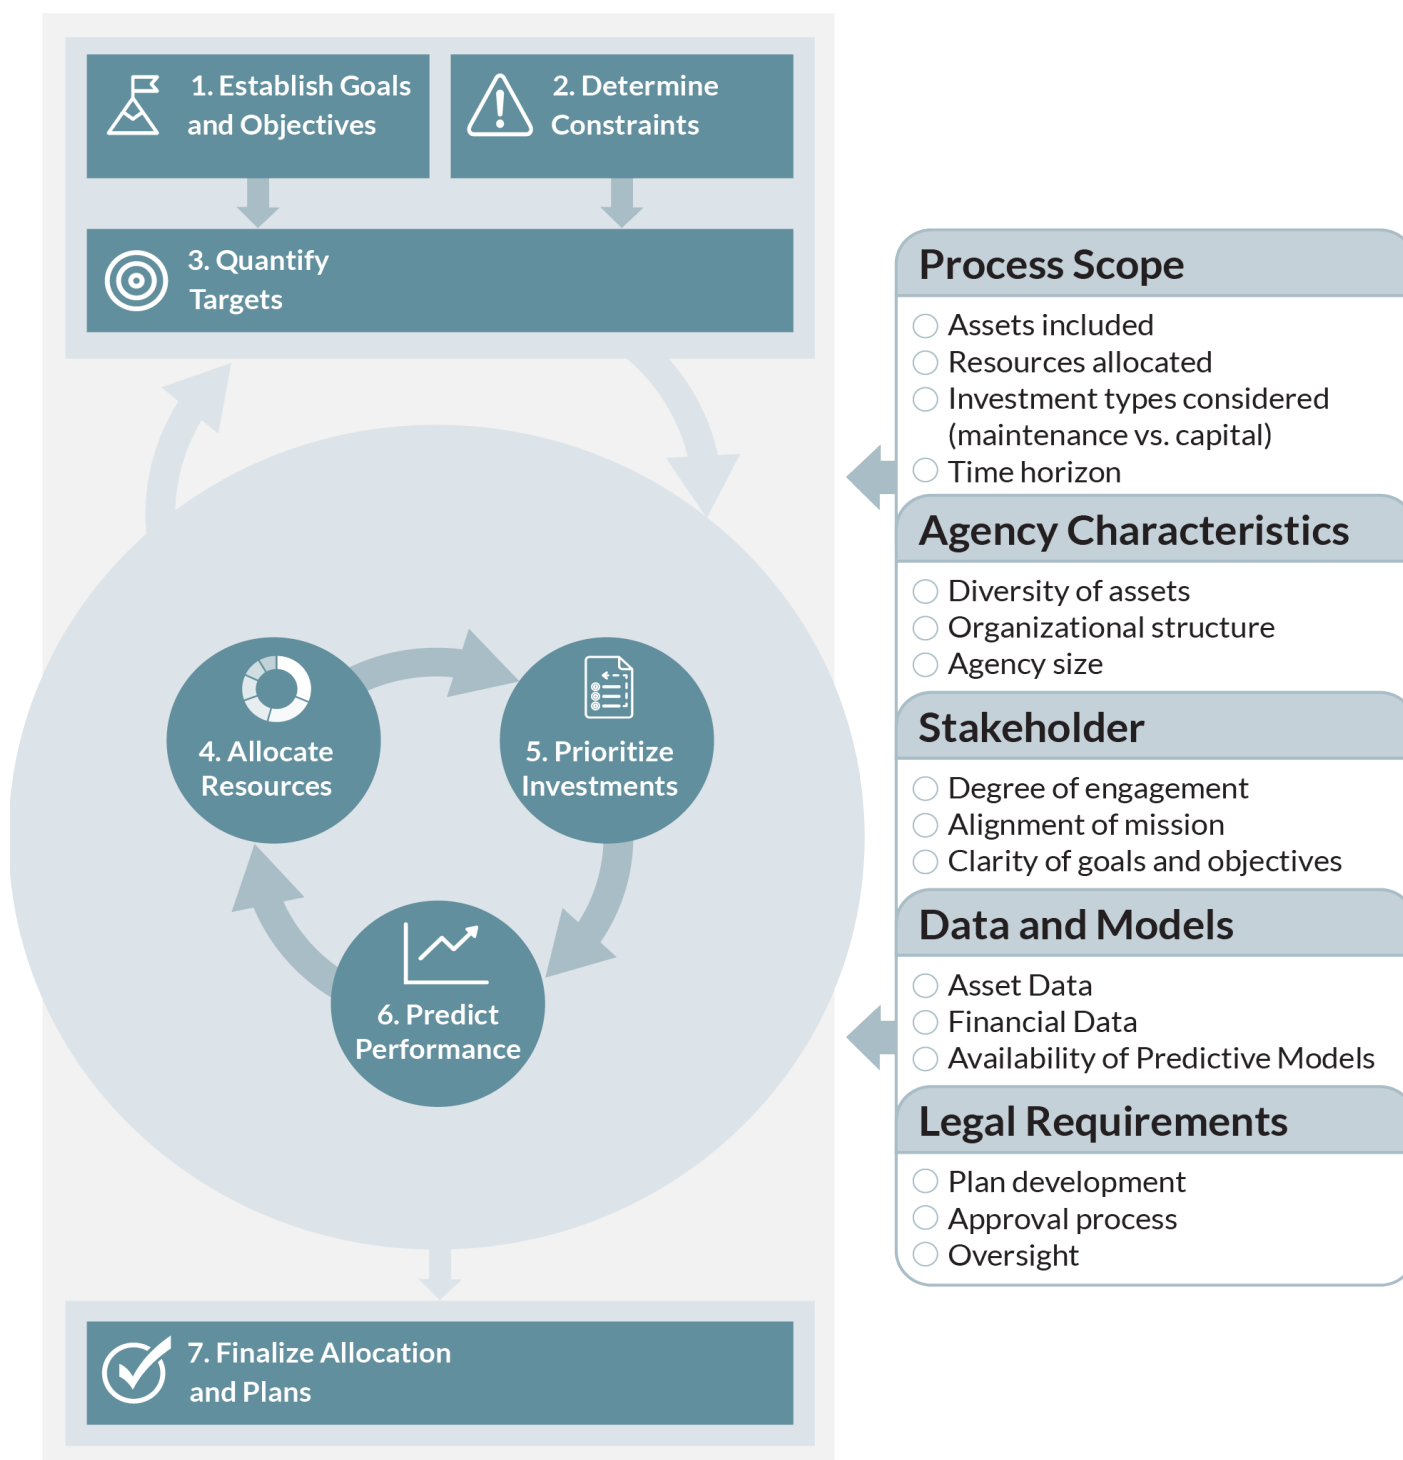 1. Establish Goals
and Objectives
2. Determine
Constraints
3. Quantify
Targets
4. Allocate
Resources
5. Prioritize
Investments
6. Predict
Performance
7. Finalize Allocation
and Plans
Process Scope
Assets included
Resources allocated
Investment types considered
(maintenance vs. capital)
Time horizon
Agency Characteristics
Diversity of assets
Organizational structure
Agency size
Stakeholder
Degree of engagement
Alignment of mission
Clarity of goals and objectives
Data and Models
Asset Data
Financial Data
Availability of Predictive Models
Legal Requirements
Plan development
Approval process
Oversight